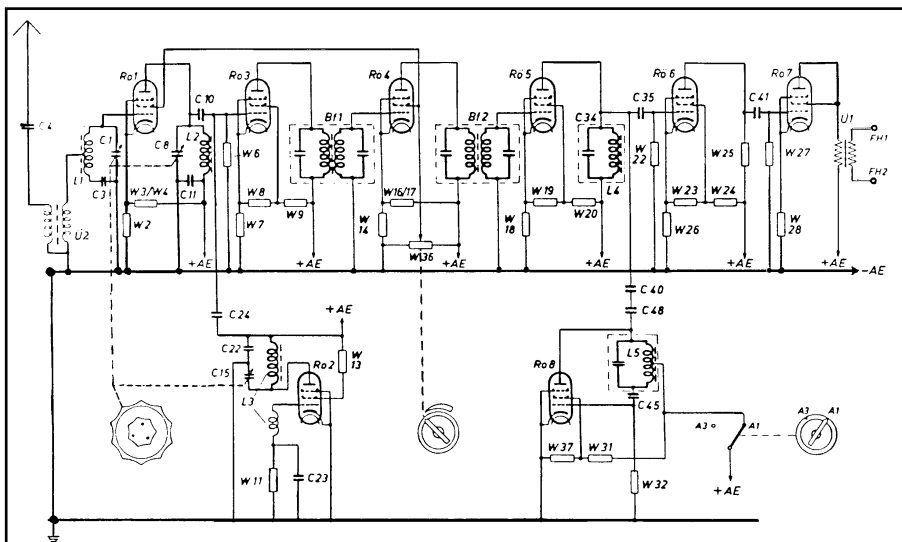 Rö1
Rö3
Rö4
Rö5
Rö6
Rö7
C4
C1
C3
L1
Ü2
C8
L2
C10
C11
W3/W4
W2
W6
W8
W7
W9
+AE
+AE
Bf1
W16/17
W14
W36
+AE
Bf2
W19
W20
W18
C34
L4
+AE
C35
W22
W23
W24
W26
W25
+AE
C41
W27
W28
+AE
U1
FH1
FH2
-AE
C24
C22
C15
L3
Rö2
+AE
W13
W11
C23
C40
C48
L5
Rö8
C45
W37
W31
W32
A3
A1
+AE
A3
A1